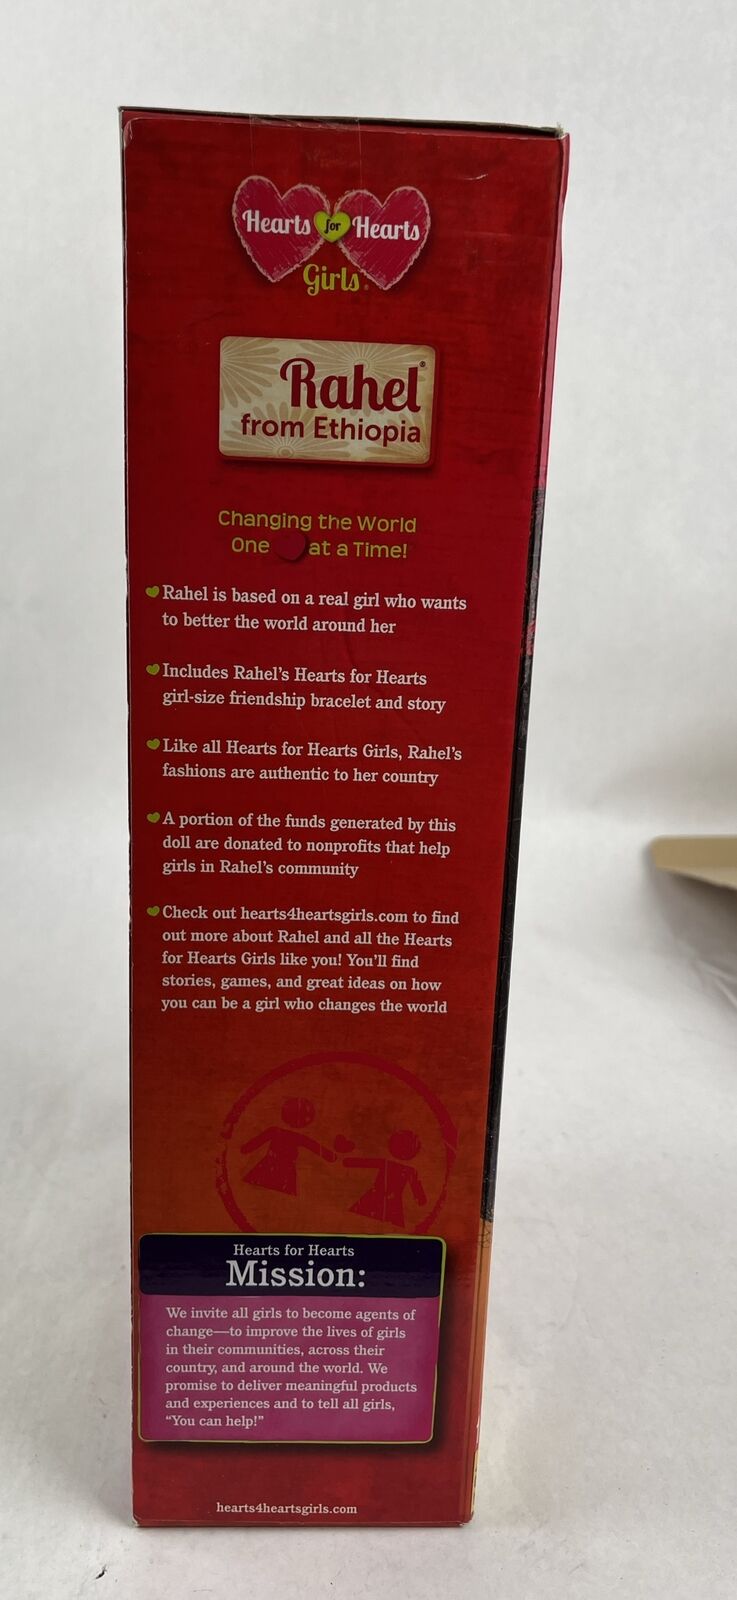 Hearts for Hearts
Girls®
Rahel®
from Ethiopia
Changing the World
One at a Time!
Rahel is based on a real girl who wants
to better the world around her
Includes Rahel's Hearts for Hearts
girl-size friendship bracelet and story
Like all Hearts for Hearts Girls, Rahel's
fashions are authentic to her country
A portion of the funds generated by this
doll are donated to nonprofits that help
girls in Rahel's community
Check out hearts4heartsgirls.com to find
out more about Rahel and all the Hearts
for Hearts Girls like you! You'll find
stories, games, and great ideas on how
you can be a girl who changes the world
Hearts for Hearts
Mission:
We invite all girls to become agents of
change—to improve the lives of girls
in their communities, across their
country, and around the world. We
promise to deliver meaningful products
and experiences and to tell all girls,
"You can help!"
hearts4heartsgirls.com